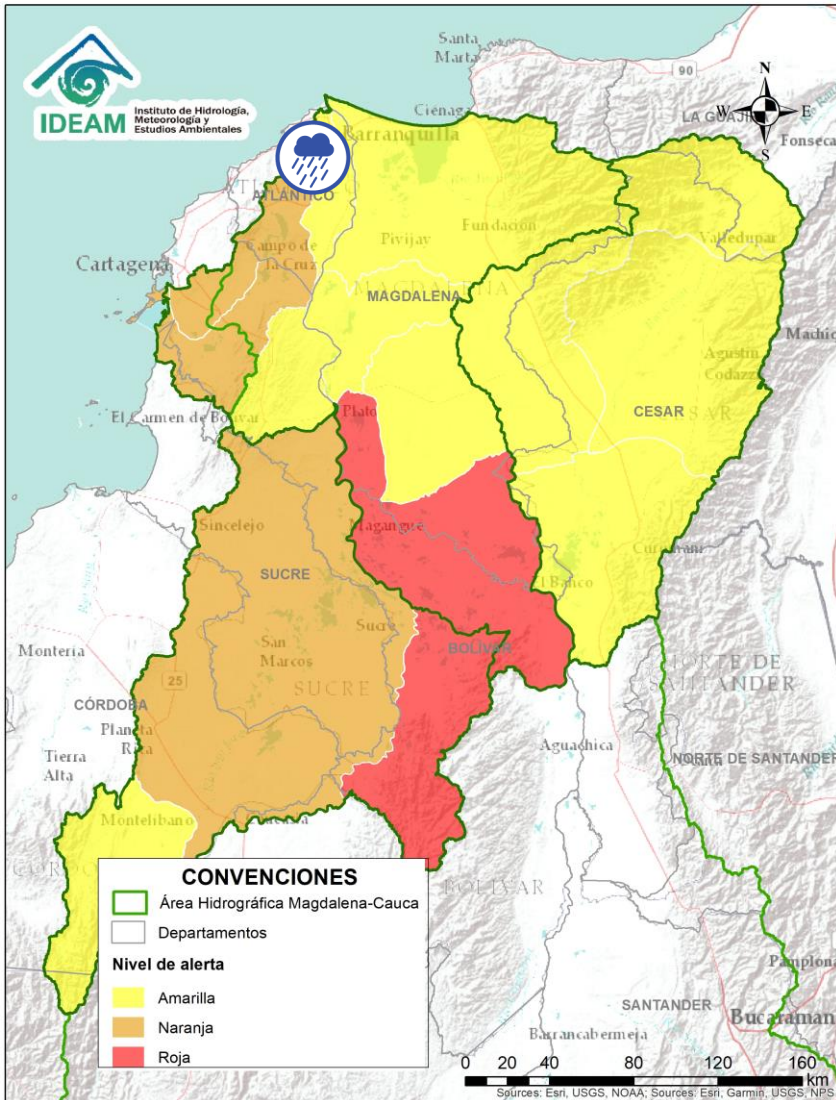 Santa
Marta
90
N
W E
S
IDEAM
Instituto de Hidrología,
Meteorología y
Estudios Ambientales
Ciénaga
Barranquilla
Fonseca
ATLÁNTICO
Fundación
Pivijay
Valledupar
Campo de
la Cruz
Cartagena
MAGDALENA
Agustín
Codazzi
CESAR
El Carmen de Bolívar
Plato
Sincelejo
Magangué
SUCRE
El Banco
Sucre
San
Marcos
BOLÍVAR
Montería
SUCRE
NORTE DE
SANTANDER
25
CÓRDOBA
Planeta
Rica
Tierra
Alta
Aguachica
NORTE DE SANTANDER
Montelíbano
BOLÍVAR
CONVENCIONES
Área Hidrográfica Magdalena-Cauca
Departamentos
Nivel de alerta
Amarilla
Naranja
Roja
Pamplona
SANTANDER
Bucaraman
Barrancabermeja
0 20 40 80 120 160
km
Sources: Esri, USGS, NOAA; Sources: Esri, Garmin, USGS, NPS